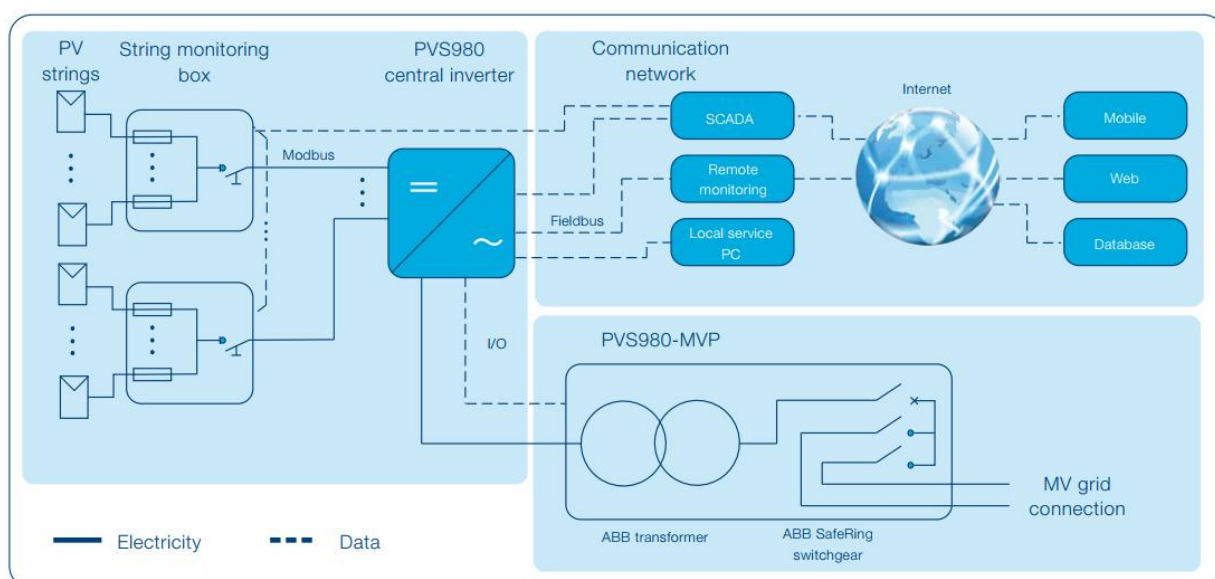 PV
strings
String monitoring
box
PVS980
central inverter
Modbus
I/O
Communication
network
Internet
SCADA
Remote
monitoring
Local service
PC
Fieldbus
Mobile
Web
Database
PVS980-MVP
ABB transformer
ABB SafeRing
switchgear
MV grid
connection
Electricity
Data